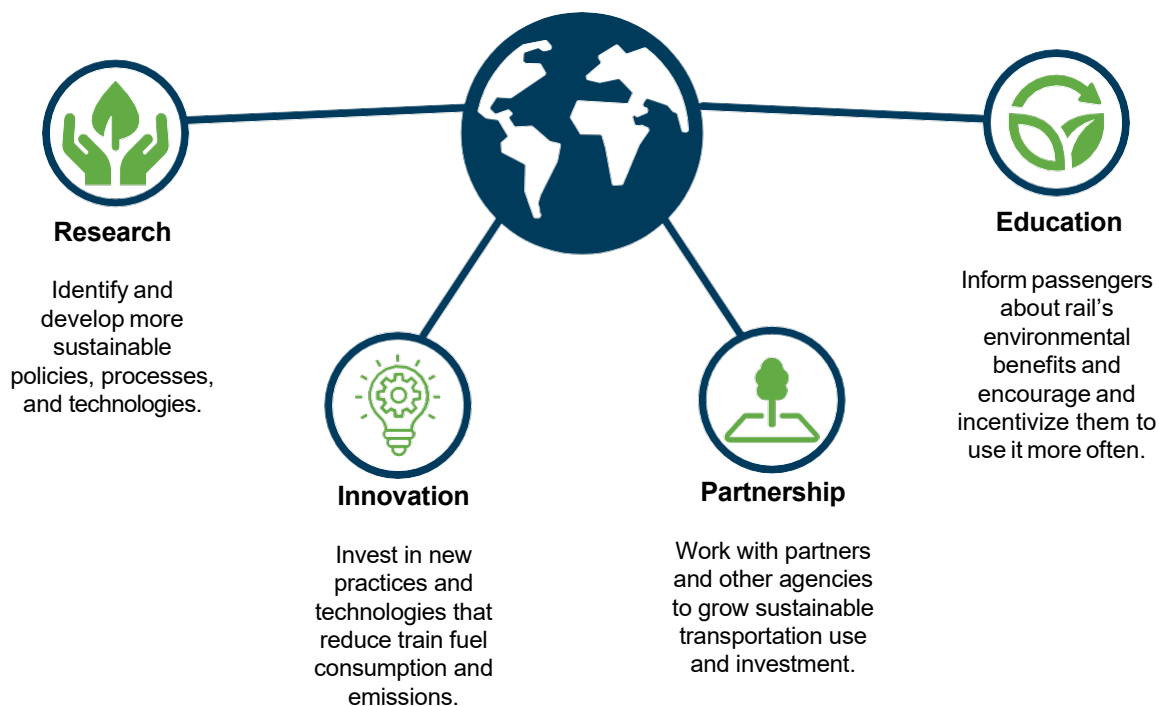 Research
Identify and
develop more
sustainable
policies, processes,
and technologies.
Innovation
Invest in new
practices and
technologies that
reduce train fuel
consumption and
emissions.
Partnership
Work with partners
and other agencies
to grow sustainable
transportation use
and investment.
Education
Inform passengers
about rail’s
environmental
benefits and
encourage and
incentivize them to
use it more often.